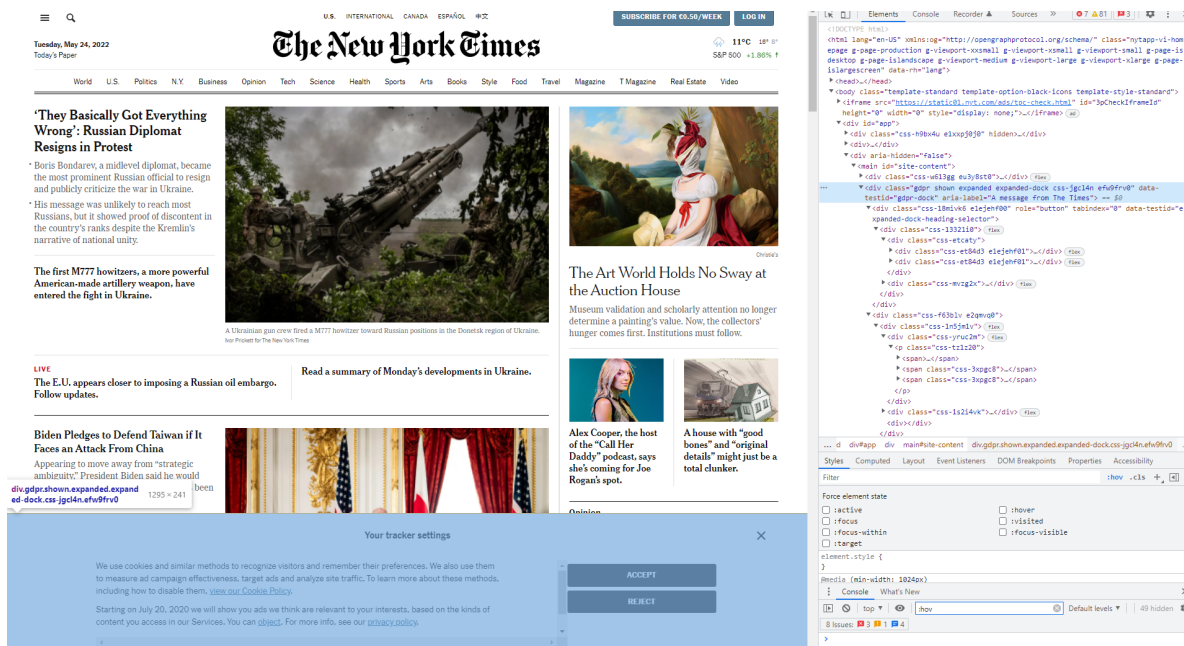 U.S. INTERNATIONAL CANADA ESPAÑOL 中文
SUBSCRIBE FOR €0.50/WEEK LOG IN
Tuesday, May 24, 2022
Today's Paper
The New York Times
11°C 16° 8°
S&P 500 +1.86% ↑
World U.S. Politics N.Y. Business Opinion Tech Science Health Sports Arts Books Style Food Travel Magazine T Magazine Real Estate Video
‘They Basically Got Everything
Wrong’: Russian Diplomat
Resigns in Protest
• Boris Bondarev, a midlevel diplomat, became
the most prominent Russian official to resign
and publicly criticize the war in Ukraine.
• His message was unlikely to reach most
Russians, but it showed proof of discontent in
the country's ranks despite the Kremlin's
narrative of national unity.
The first M777 howitzers, a more powerful
American-made artillery weapon, have
entered the fight in Ukraine.
A Ukrainian gun crew fired a M777 howitzer toward Russian positions in the Donetsk region of Ukraine.
Ivor Prickett for The New York Times
LIVE
The E.U. appears closer to imposing a Russian oil embargo.
Follow updates.
Read a summary of Monday's developments in Ukraine.
Christie's
The Art World Holds No Sway at
the Auction House
Museum validation and scholarly attention no longer
determine a painting's value. Now, the collectors'
hunger comes first. Institutions must follow.
Alex Cooper, the host
of the “Call Her
Daddy” podcast, says
she's coming for Joe
Rogan's spot.
A house with “good
bones” and “original
details” might just be a
total clunker.
Opinion
Biden Pledges to Defend Taiwan if It
Faces an Attack From China
Appearing to move away from “strategic
ambiguity,” President Biden said he would
been
div.gdpr.shown.expanded.expand
ed-dock.css-jgcl4n.efw9frv0 1295 × 241
Your tracker settings
We use cookies and similar methods to recognize visitors and remember their preferences. We also use them
to measure ad campaign effectiveness, target ads and analyze site traffic. To learn more about these methods,
including how to disable them, view our Cookie Policy.
Starting on July 20, 2020 we will show you ads we think are relevant to your interests, based on the kinds of
content you access in our Services. You can object. For more info, see our privacy policy.
ACCEPT
REJECT
Elements Console Recorder Sources » 7 81 3
<!DOCTYPE html>
<html lang="en-US" xmlns:og="http://opengraphprotocol.org/schema/" class="nytapp-vi-hom
epage g-page-production g-viewport-xxsmall g-viewport-xsmall g-viewport-small g-page-is
desktop g-page-islandscape g-viewport-medium g-viewport-large g-viewport-xlarge g-page-
islargescreen" data-rh="lang">
<head>…</head>
<body class="template-standard template-option-black-icons template-style-standard">
<iframe src="https://static01.nyt.com/ads/tpc-check.html" id="3pCheckIframeId"
height="0" width="0" style="display: none;">…</iframe> ad
<div id="app">
<div class="css-h9bx4u e1xxpj0j0" hidden>…</div>
<div aria-hidden="false">
<main id="site-content">
<div class="css-w613gg eu3y8st0">…</div> flex
<div class="gdpr shown expanded expanded-dock css-jgcl4n efw9frv0" data-
testid="gdpr-dock" aria-label="A message from The Times"> == $0
<div class="css-18mivk6 elejehf00" role="button" tabindex="0" data-testid="e
xpanded-dock-heading-selector">
<div class="css-1332li0"> flex
<div class="css-etcaty">
<div class="css-et84d3 elejehf01">…</div> flex
<div class="css-et84d3 elejehf01">…</div> flex
</div>
<div class="css-mvzg2x">…</div> flex
</div>
</div>
<div class="css-f63blv e2qmvq0">
<div class="css-1n5jmlv"> flex
<div class="css-yruc2m"> flex
<p class="css-tz1z20">
<span>…</span>
<span class="css-3xpgc8">…</span>
<span class="css-3xpgc8">…</span>
</p>
</div>
<div class="css-1s2i4vk">…</div> flex
<div></div>
</div>
... d div#app div main#site-content div.gdpr.shown.expanded.expanded-dock.css-jgcl4n.efw9frv0
Styles Computed Layout Event Listeners DOM Breakpoints Properties Accessibility
Filter :hov .cls +
Force element state
:active :hover
:focus :visited
:focus-within :focus-visible
:target
element.style {
}
@media (min-width: 1024px)
Console What's New
top :hov Default levels 49 hidden
8 Issues: 3 1 4